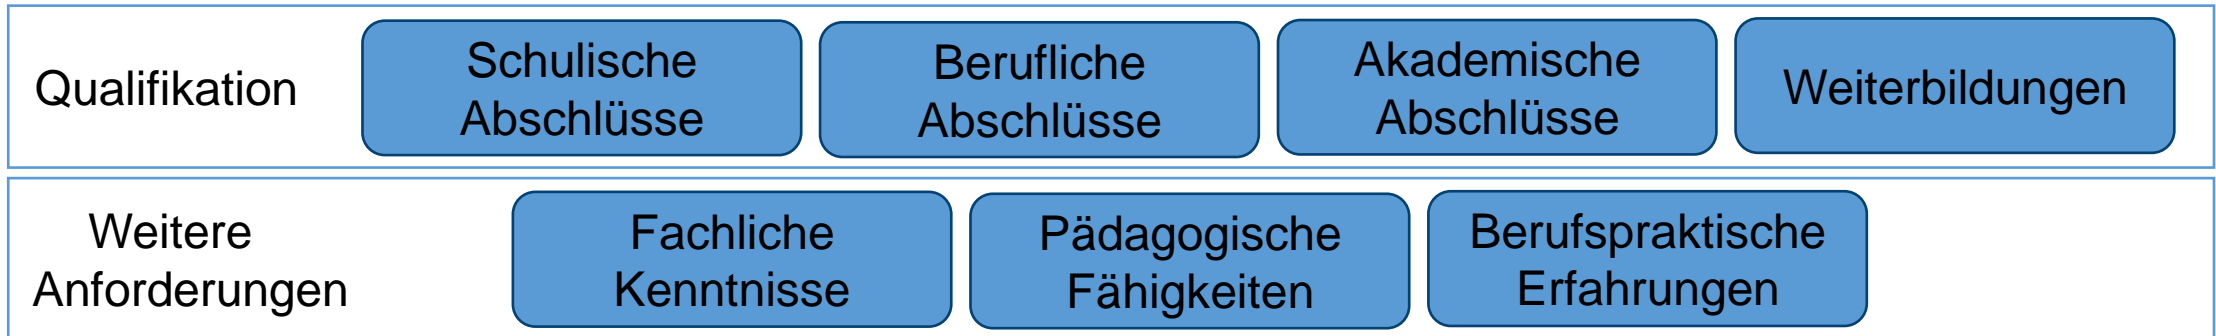 Qualifikation
Schulische
Abschlüsse
Berufliche
Abschlüsse
Akademische
Abschlüsse
Weiterbildungen
Weitere
Anforderungen
Fachliche
Kenntnisse
Pädagogische
Fähigkeiten
Berufspraktische
Erfahrungen